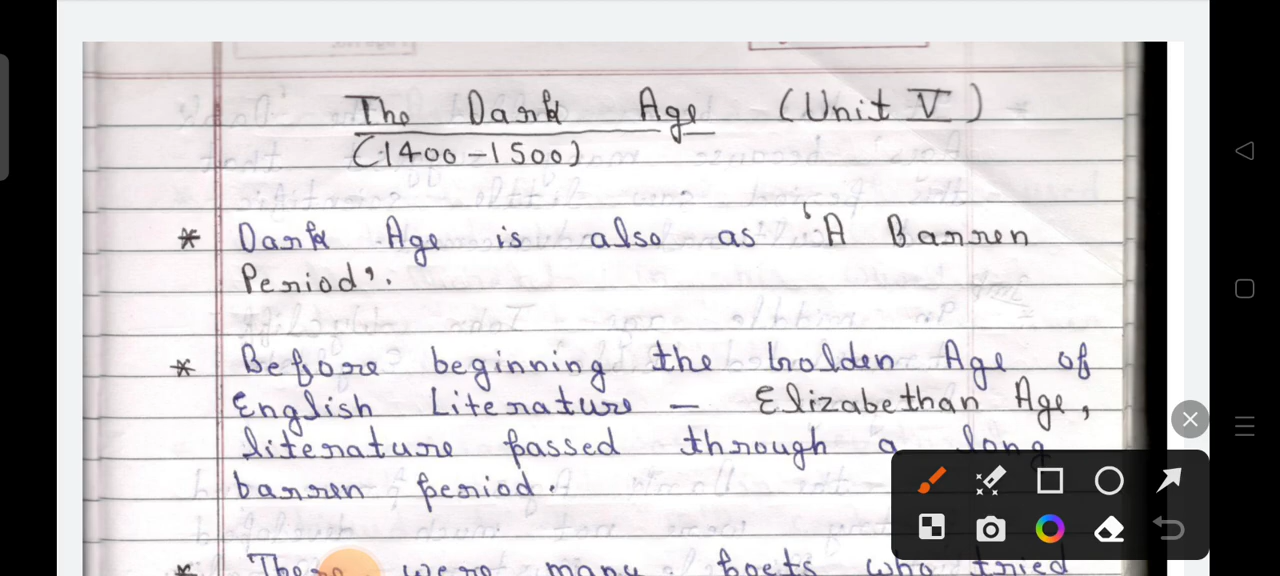 The Dark Age (Unit V)
(1400-1500)
* Dark Age is also as 'A Barren
Period'.
* Before beginning the Golden Age of
English Literature - Elizabethan Age,
literature passed through a long
barren period.
* There were many poets who tried